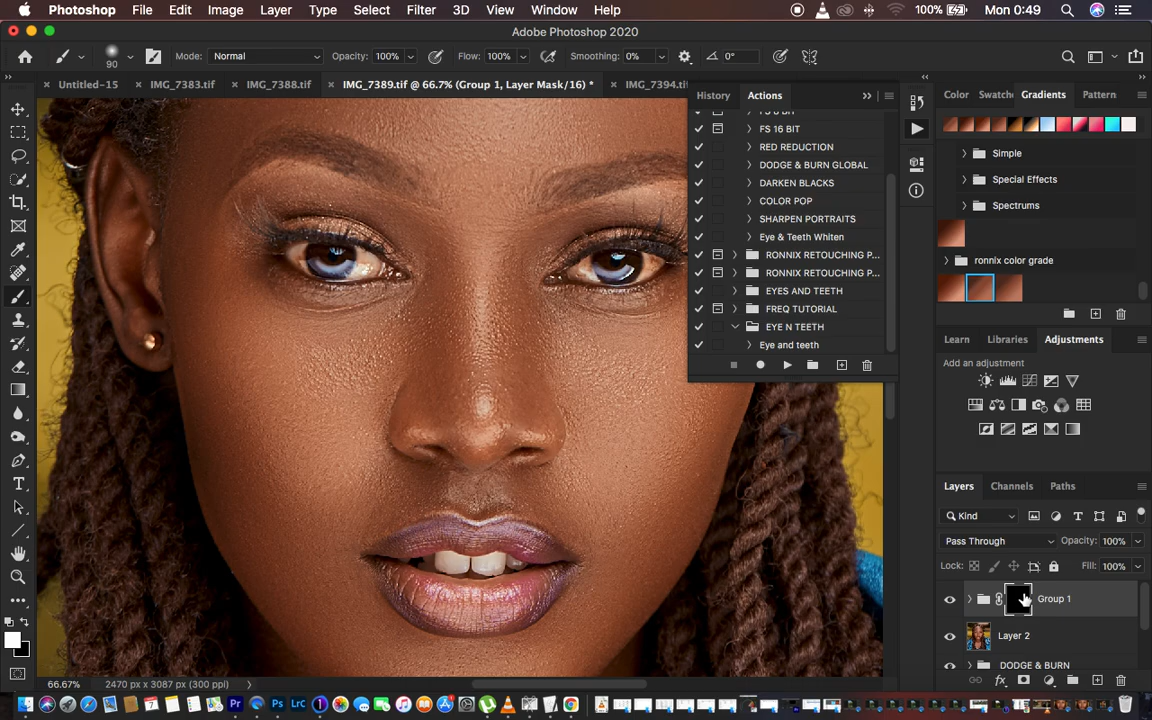 Photoshop File Edit Image Layer Type Select Filter 3D View Window Help 100% Mon 0:49
Adobe Photoshop 2020
90 Mode: Normal Opacity: 100% Flow: 100% Smoothing: 0% 0°
Untitled-15 IMG_7383.tif IMG_7388.tif IMG_7389.tif @ 66.7% (Group 1, Layer Mask/16) * IMG_7394.tif
History Actions
FS 16 BIT
RED REDUCTION
DODGE & BURN GLOBAL
DARKEN BLACKS
COLOR POP
SHARPEN PORTRAITS
Eye & Teeth Whiten
RONNIX RETOUCHING P...
RONNIX RETOUCHING P...
EYES AND TEETH
FREQ TUTORIAL
EYE N TEETH
Eye and teeth
Color Swatche Gradients Pattern
Simple
Special Effects
Spectrums
ronnix color grade
Learn Libraries Adjustments
Add an adjustment
Layers Channels Paths
Kind
Pass Through Opacity: 100%
Lock: Fill: 100%
Group 1
Layer 2
DODGE & BURN
66.67% 2470 px x 3087 px (300 ppi)